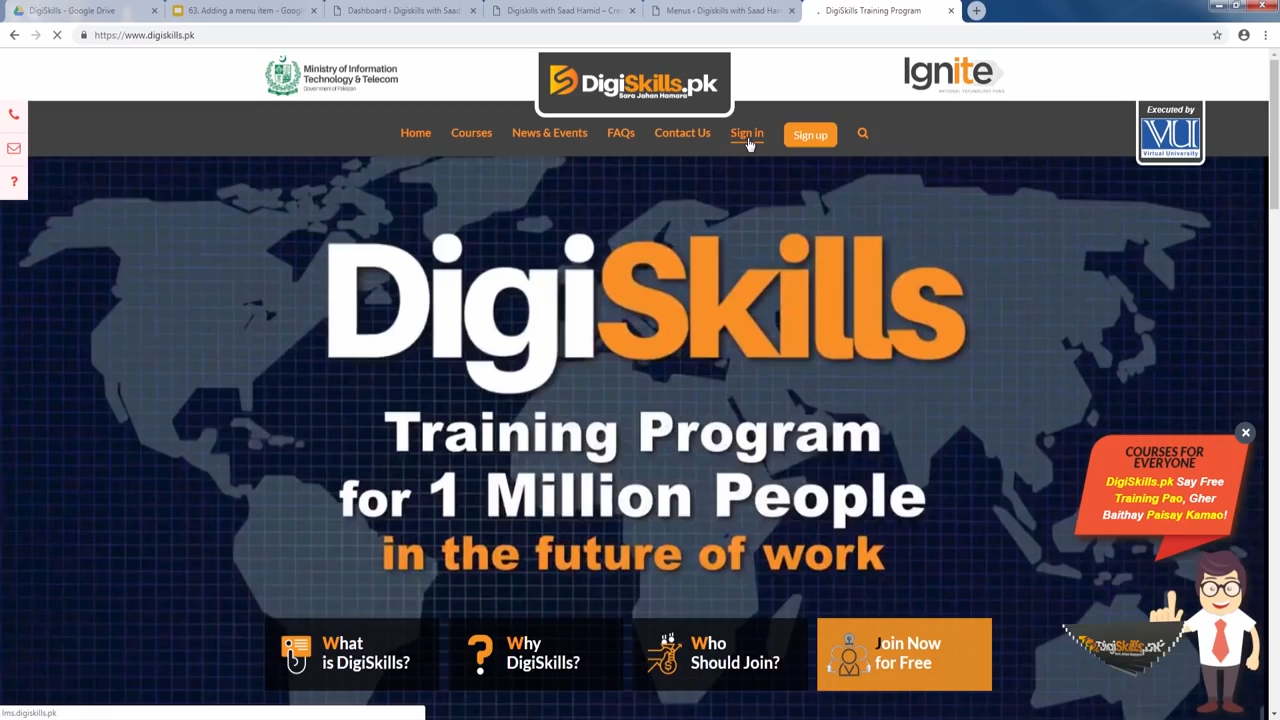 DigiSkills - Google Drive
63. Adding a menu item - Googl
Dashboard ‹ Digiskills with Saad
Digiskills with Saad Hamid – Cre
Menus ‹ Digiskills with Saad Ham
DigiSkills Training Program
https://www.digiskills.pk
Ministry of Information
Technology & Telecom
Government of Pakistan
DigiSkills.pk
Sara Jahan Hamara
Ignite
NATIONAL TECHNOLOGY FUND
Home
Courses
News & Events
FAQs
Contact Us
Sign in
Sign up
Executed by
VU
Virtual University
DigiSkills
Training Program
for 1 Million People
in the future of work
COURSES FOR
EVERYONE
DigiSkills.pk Say Free
Training Pao, Gher
Baithay Paisay Kamao!
What
is DigiSkills?
Why
DigiSkills?
Who
Should Join?
Join Now
for Free
DigiSkills.pk
lms.digiskills.pk